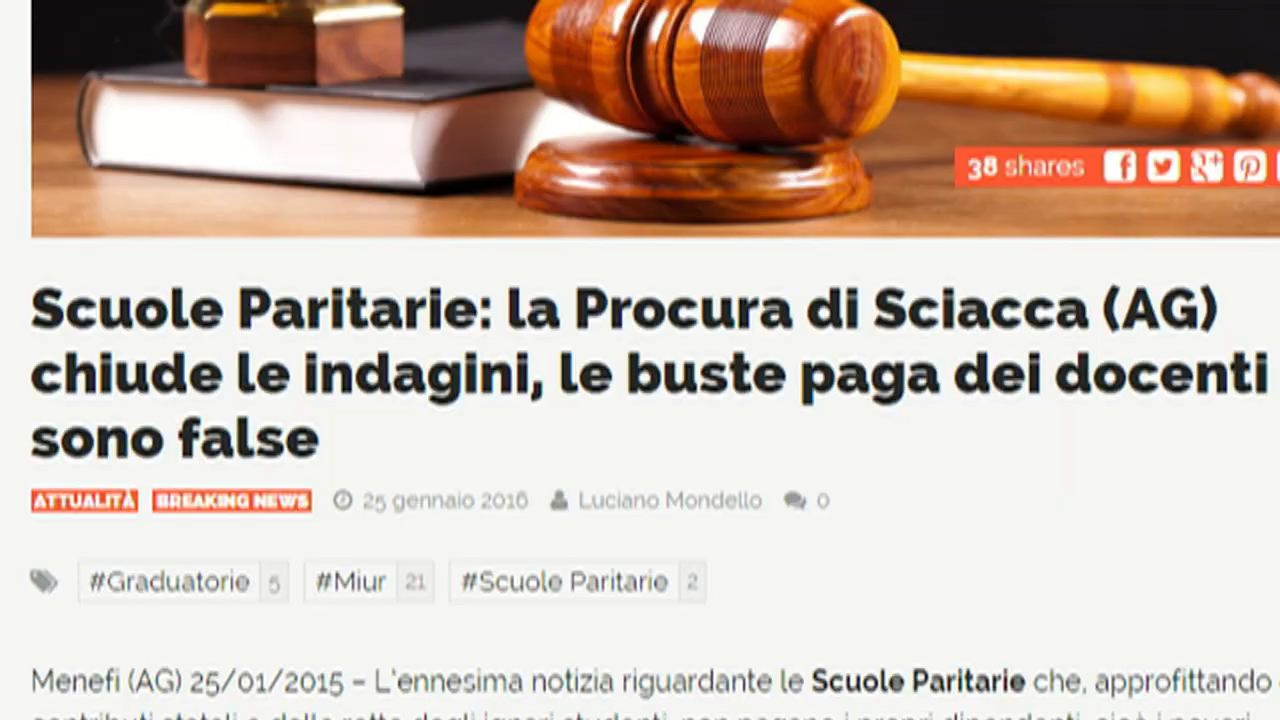 38 shares
Scuole Paritarie: la Procura di Sciacca (AG)
chiude le indagini, le buste paga dei docenti
sono false
ATTUALITÀ BREAKING NEWS 25 gennaio 2016 Luciano Mondello 0
#Graduatorie 5 #Miur 21 #Scuole Paritarie 2
Menefi (AG) 25/01/2015 – L'ennesima notizia riguardante le Scuole Paritarie che, approfittando